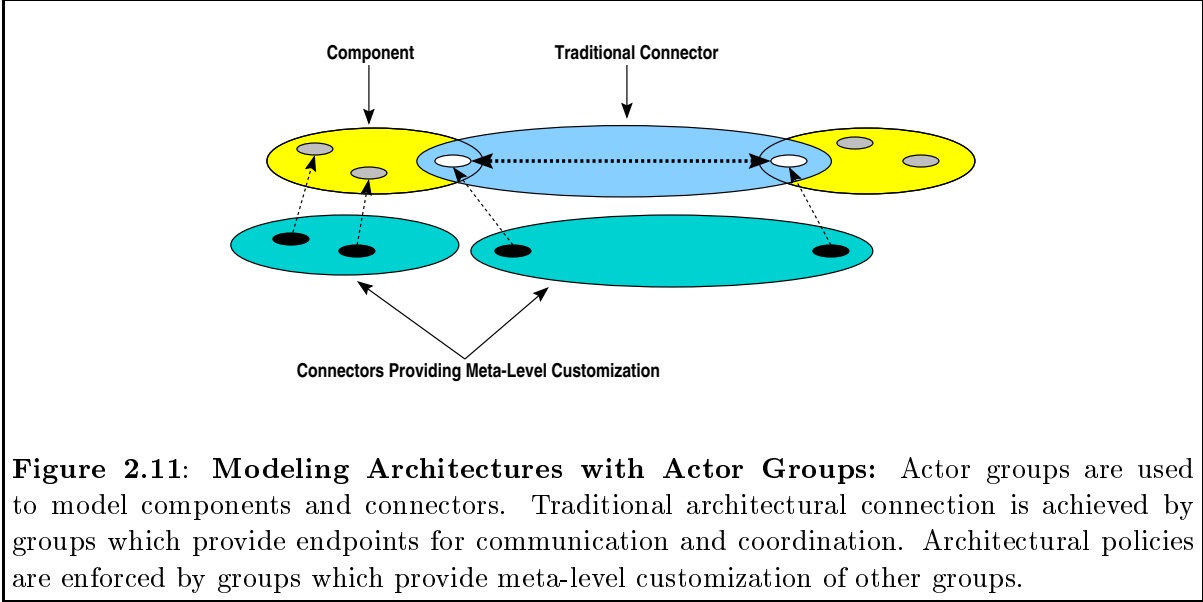 Component
Traditional Connector
Connectors Providing Meta-Level Customization
Figure 2.11: Modeling Architectures with Actor Groups: Actor groups are used
to model components and connectors. Traditional architectural connection is achieved by
groups which provide endpoints for communication and coordination. Architectural policies
are enforced by groups which provide meta-level customization of other groups.